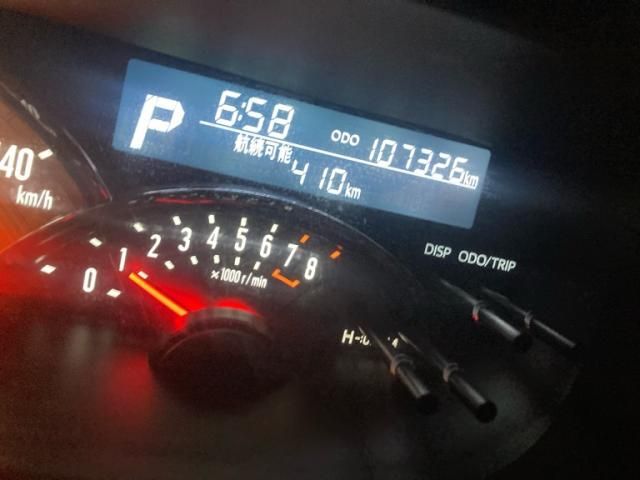 P
6:58
ODO 107326km
航続可能
410km
40
km/h
0 1 2 3 4 5 6 7 8
×1000 r/min
DISP ODO/TRIP